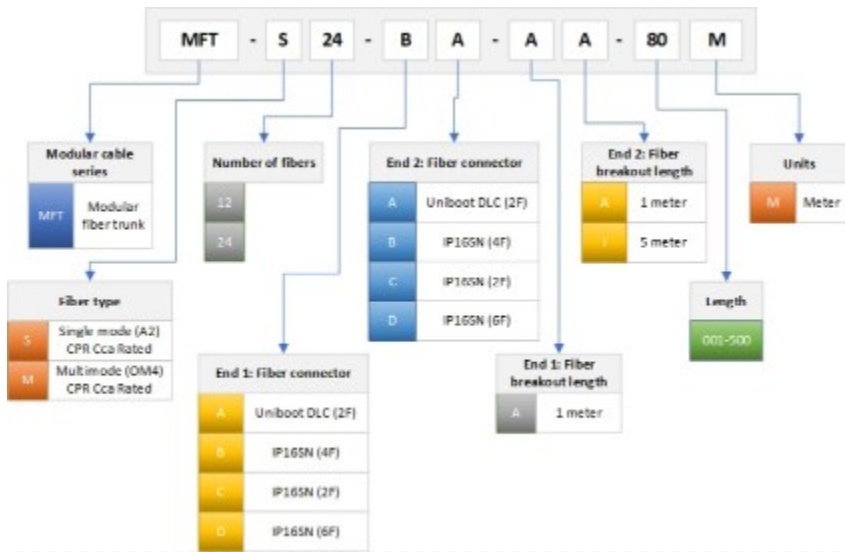 MFT - S 24 - B A - A A - 80 M
Modular cable
series
MFT
Modular
fiber trunk
Number of fibers
12
24
End 2: Fiber connector
A Uniboot DLC (2F)
B IP16SN (4F)
C IP16SN (2F)
D IP16SN (6F)
End 2: Fiber
breakout length
A 1 meter
5 meter
Units
M Meter
Fiber type
S
Single mode (A2)
CPR Cca Rated
M
Multimode (OM4)
CPR Cca Rated
End 1: Fiber connector
A Uniboot DLC (2F)
B IP16SN (4F)
C IP16SN (2F)
D IP16SN (6F)
End 1: Fiber
breakout length
A 1 meter
Length
001-500